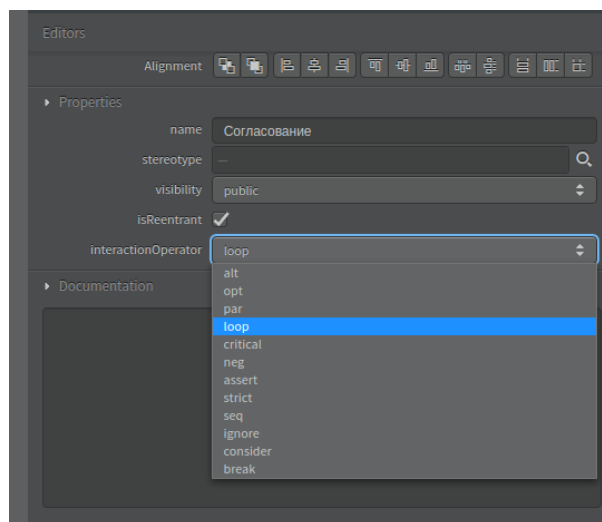 Editors
Alignment
Properties
name Согласование
stereotype —
visibility public
isReentrant
interactionOperator loop
Documentation
alt
opt
par
loop
critical
neg
assert
strict
seq
ignore
consider
break